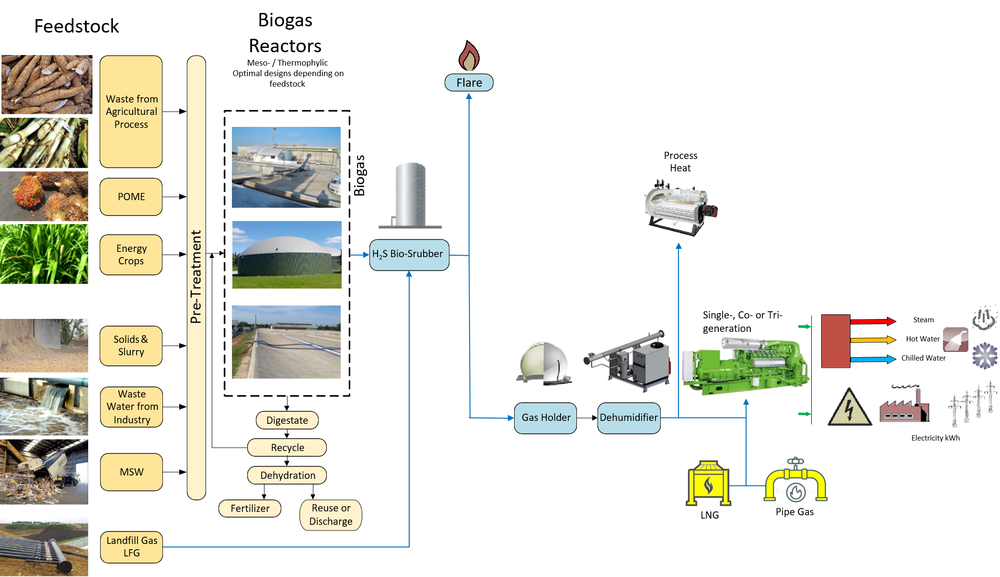 Feedstock
Biogas
Reactors
Meso- / Thermophylic
Optimal designs depending on
feedstock
Waste from
Agricultural
Process
POME
Energy
Crops
Solids &
Slurry
Waste
Water from
Industry
MSW
Landfill Gas
LFG
Pre-Treatment
Biogas
Digestate
Recycle
Dehydration
Fertilizer
Reuse or
Discharge
H₂S Bio-Srubber
Flare
Gas Holder
Dehumidifier
Process
Heat
Single-, Co- or Tri-
generation
Steam
Hot Water
Chilled Water
Electricity kWh
LNG
Pipe Gas